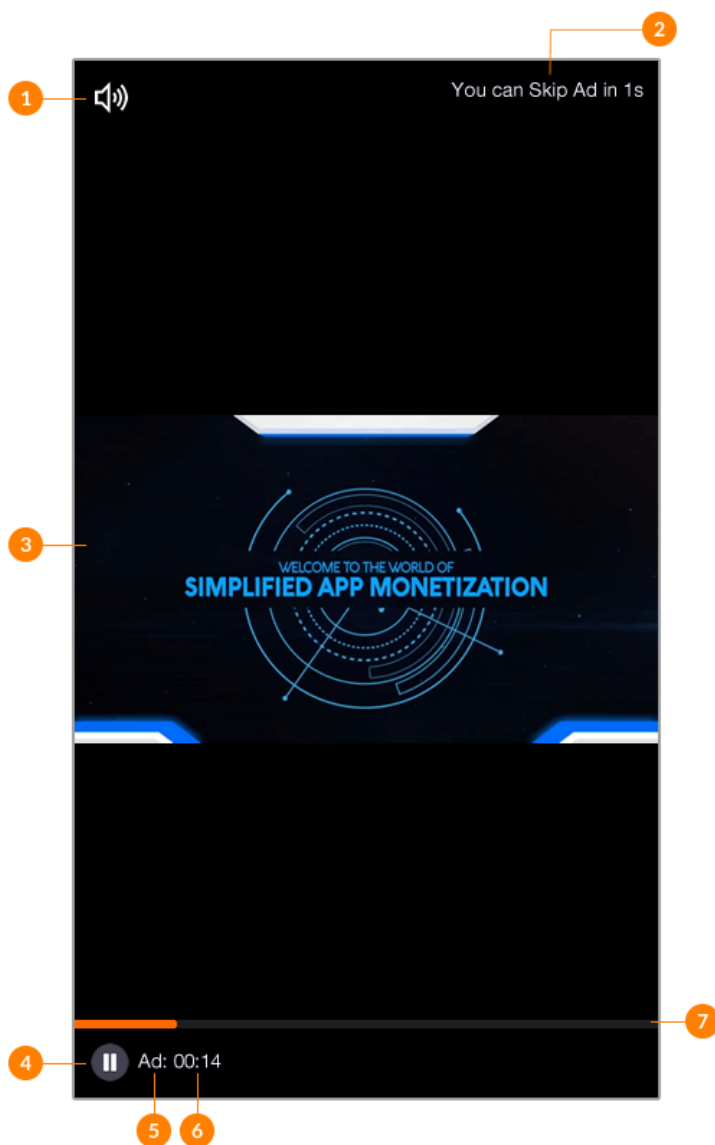 2
1
You can Skip Ad in 1s
3
WELCOME TO THE WORLD OF
SIMPLIFIED APP MONETIZATION
7
4
Ad: 00:14
5
6